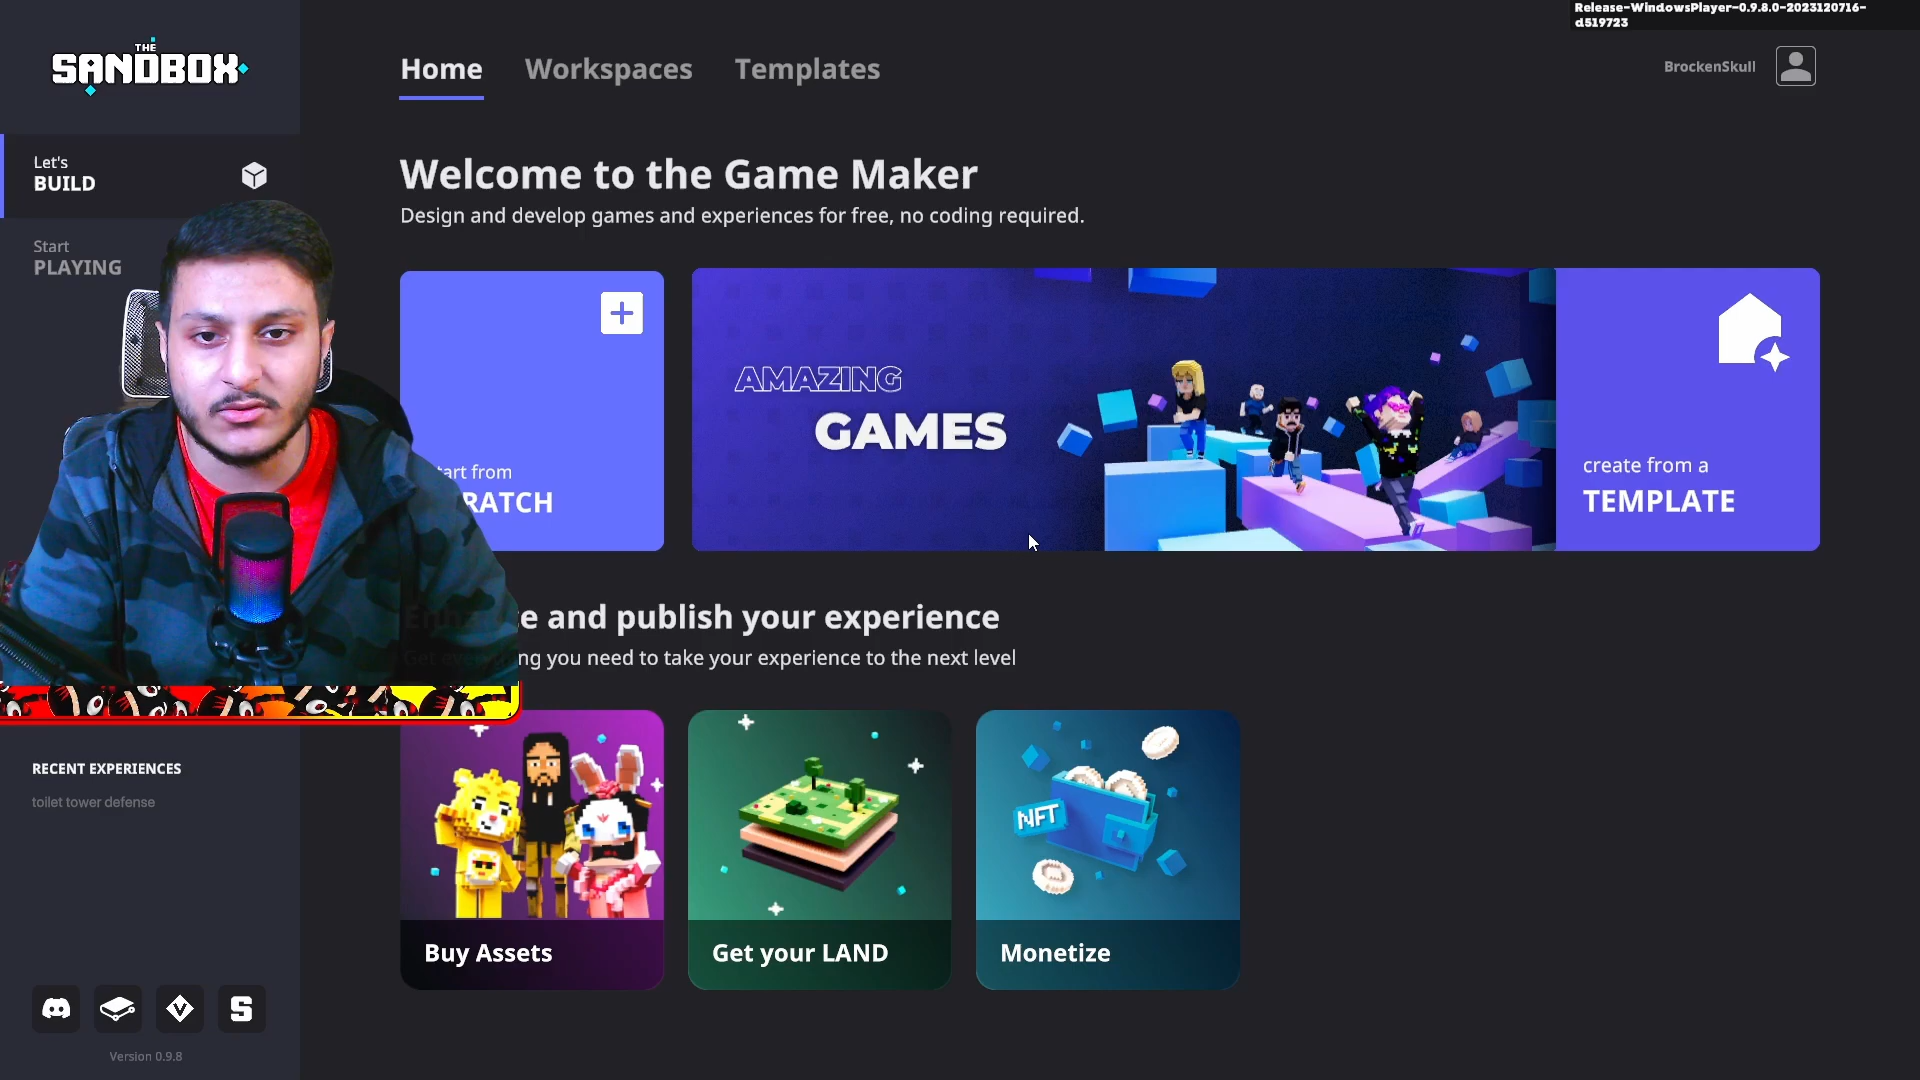 Release-WindowsPlayer-0.9.8.0-2023120716-
d519723
THE
SANDBOX
Home Workspaces Templates
BrockenSkull
Let's
BUILD
Start
PLAYING
Welcome to the Game Maker
Design and develop games and experiences for free, no coding required.
AMAZING
GAMES
art from
RATCH
create from a
TEMPLATE
and publish your experience
you need to take your experience to the next level
NFT
RECENT EXPERIENCES
toilet tower defense
Buy Assets
Get your LAND
Monetize
Version 0.9.8